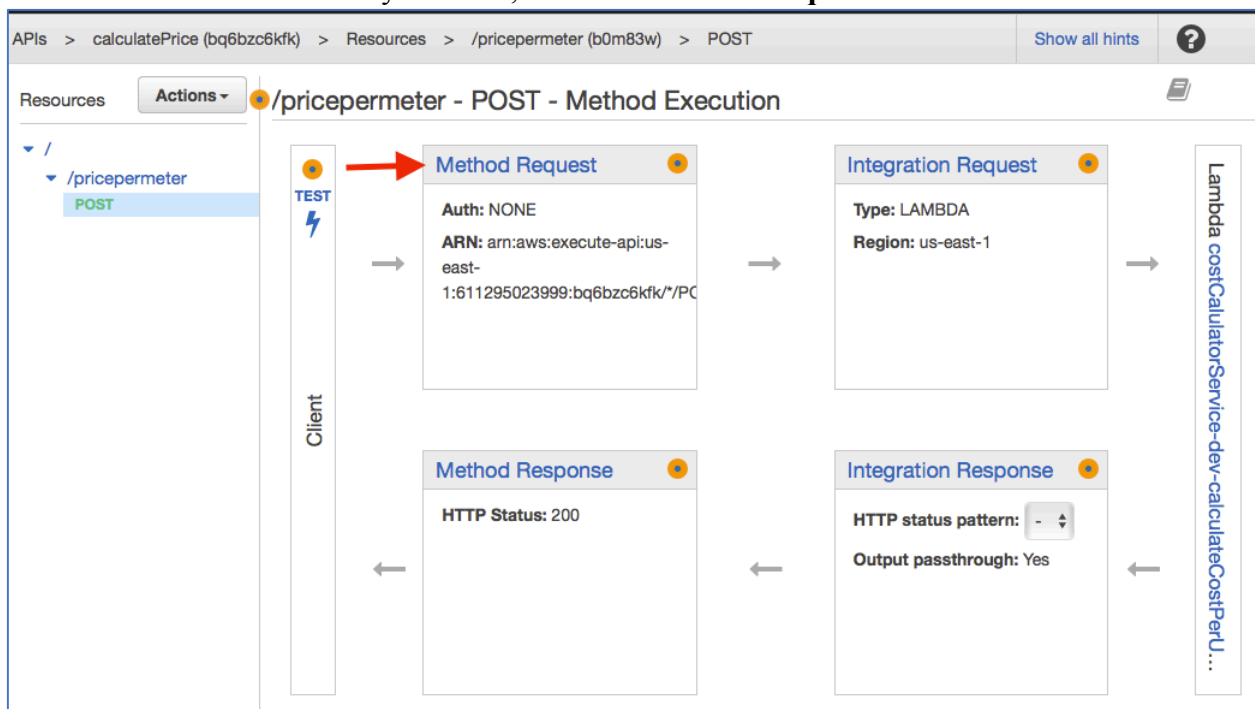 APIs > calculatePrice (bq6bzc6kfk) > Resources > /pricepermeter (b0m83w) > POST
Show all hints
?
Resources
Actions
/pricepermeter - POST - Method Execution
/
/pricepermeter
POST
TEST
Client
Method Request
Auth: NONE
ARN: arn:aws:execute-api:us-
east-
1:611295023999:bq6bzc6kfk/*/PO
Integration Request
Type: LAMBDA
Region: us-east-1
Lambda costCalulatorService-dev-calculateCostPerU...
Method Response
HTTP Status: 200
Integration Response
HTTP status pattern: -
Output passthrough: Yes